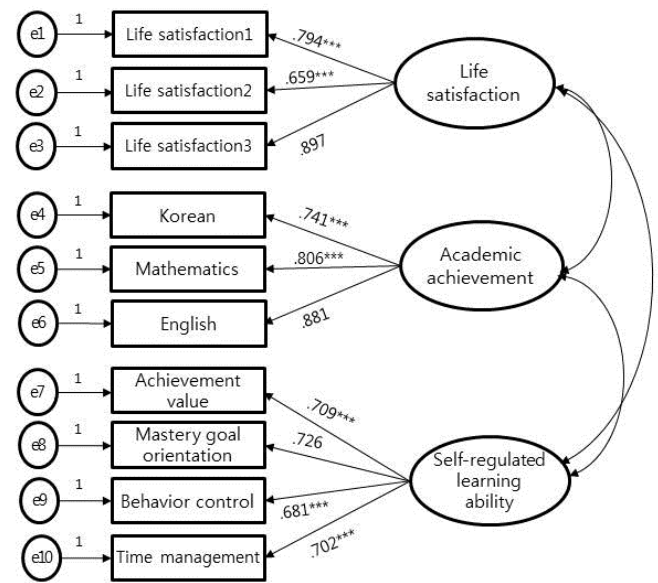 e1
1
Life satisfaction1
.794***
Life
satisfaction
e2
1
Life satisfaction2
.659***
e3
1
Life satisfaction3
.897
e4
1
Korean
.741***
Academic
achievement
e5
1
Mathematics
.806***
e6
1
English
.881
e7
1
Achievement
value
.709***
e8
1
Mastery goal
orientation
.726
Self-regulated
learning
ability
e9
1
Behavior control
.681***
e10
1
Time management
.702***